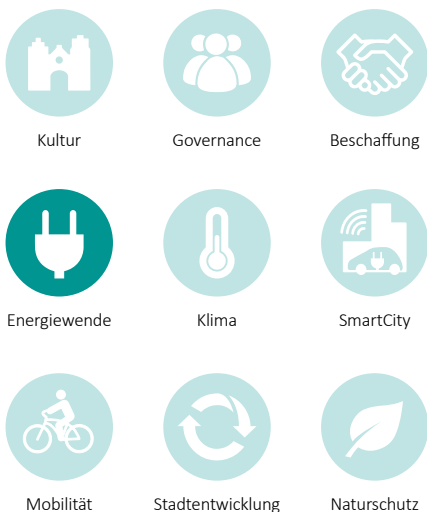 Kultur
Governance
Beschaffung
Energiewende
Klima
SmartCity
Mobilität
Stadtentwicklung
Naturschutz